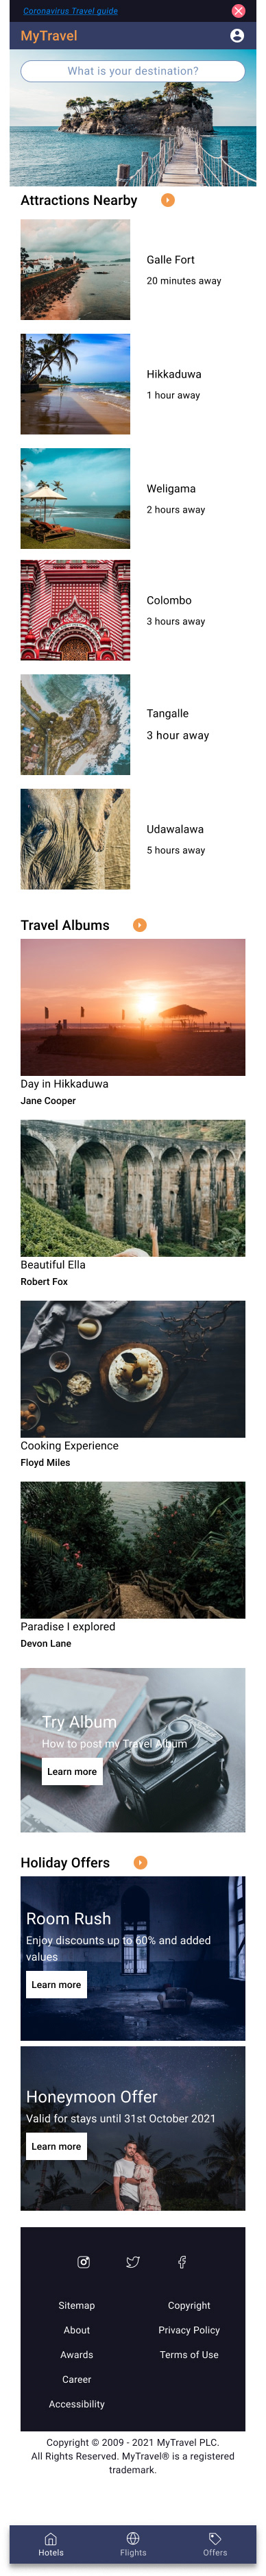 Coronavirus Travel guide
MyTravel
What is your destination?
Attractions Nearby
Galle Fort
20 minutes away
Hikkaduwa
1 hour away
Weligama
2 hours away
Colombo
3 hours away
Tangalle
3 hour away
Udawalawa
5 hours away
Travel Albums
Day in Hikkaduwa
Jane Cooper
Beautiful Ella
Robert Fox
Cooking Experience
Floyd Miles
Paradise I explored
Devon Lane
Try Album
How to post my Travel Album
Learn more
Holiday Offers
Room Rush
Enjoy discounts up to 60% and added
values
Learn more
Honeymoon Offer
Valid for stays until 31st October 2021
Learn more
Sitemap
Copyright
About
Privacy Policy
Awards
Terms of Use
Career
Accessibility
Copyright © 2009 - 2021 MyTravel PLC.
All Rights Reserved. MyTravel® is a registered
trademark.
Hotels
Flights
Offers